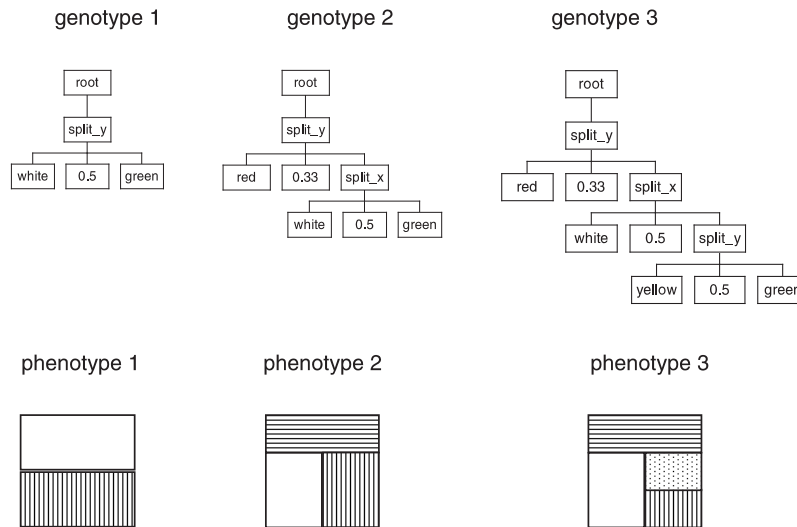 genotype 1 genotype 2 genotype 3
root root root
split_y split_y split_y
white 0.5 green red 0.33 split_x red 0.33 split_x
white 0.5 green white 0.5 split_y
yellow 0.5 green
phenotype 1 phenotype 2 phenotype 3